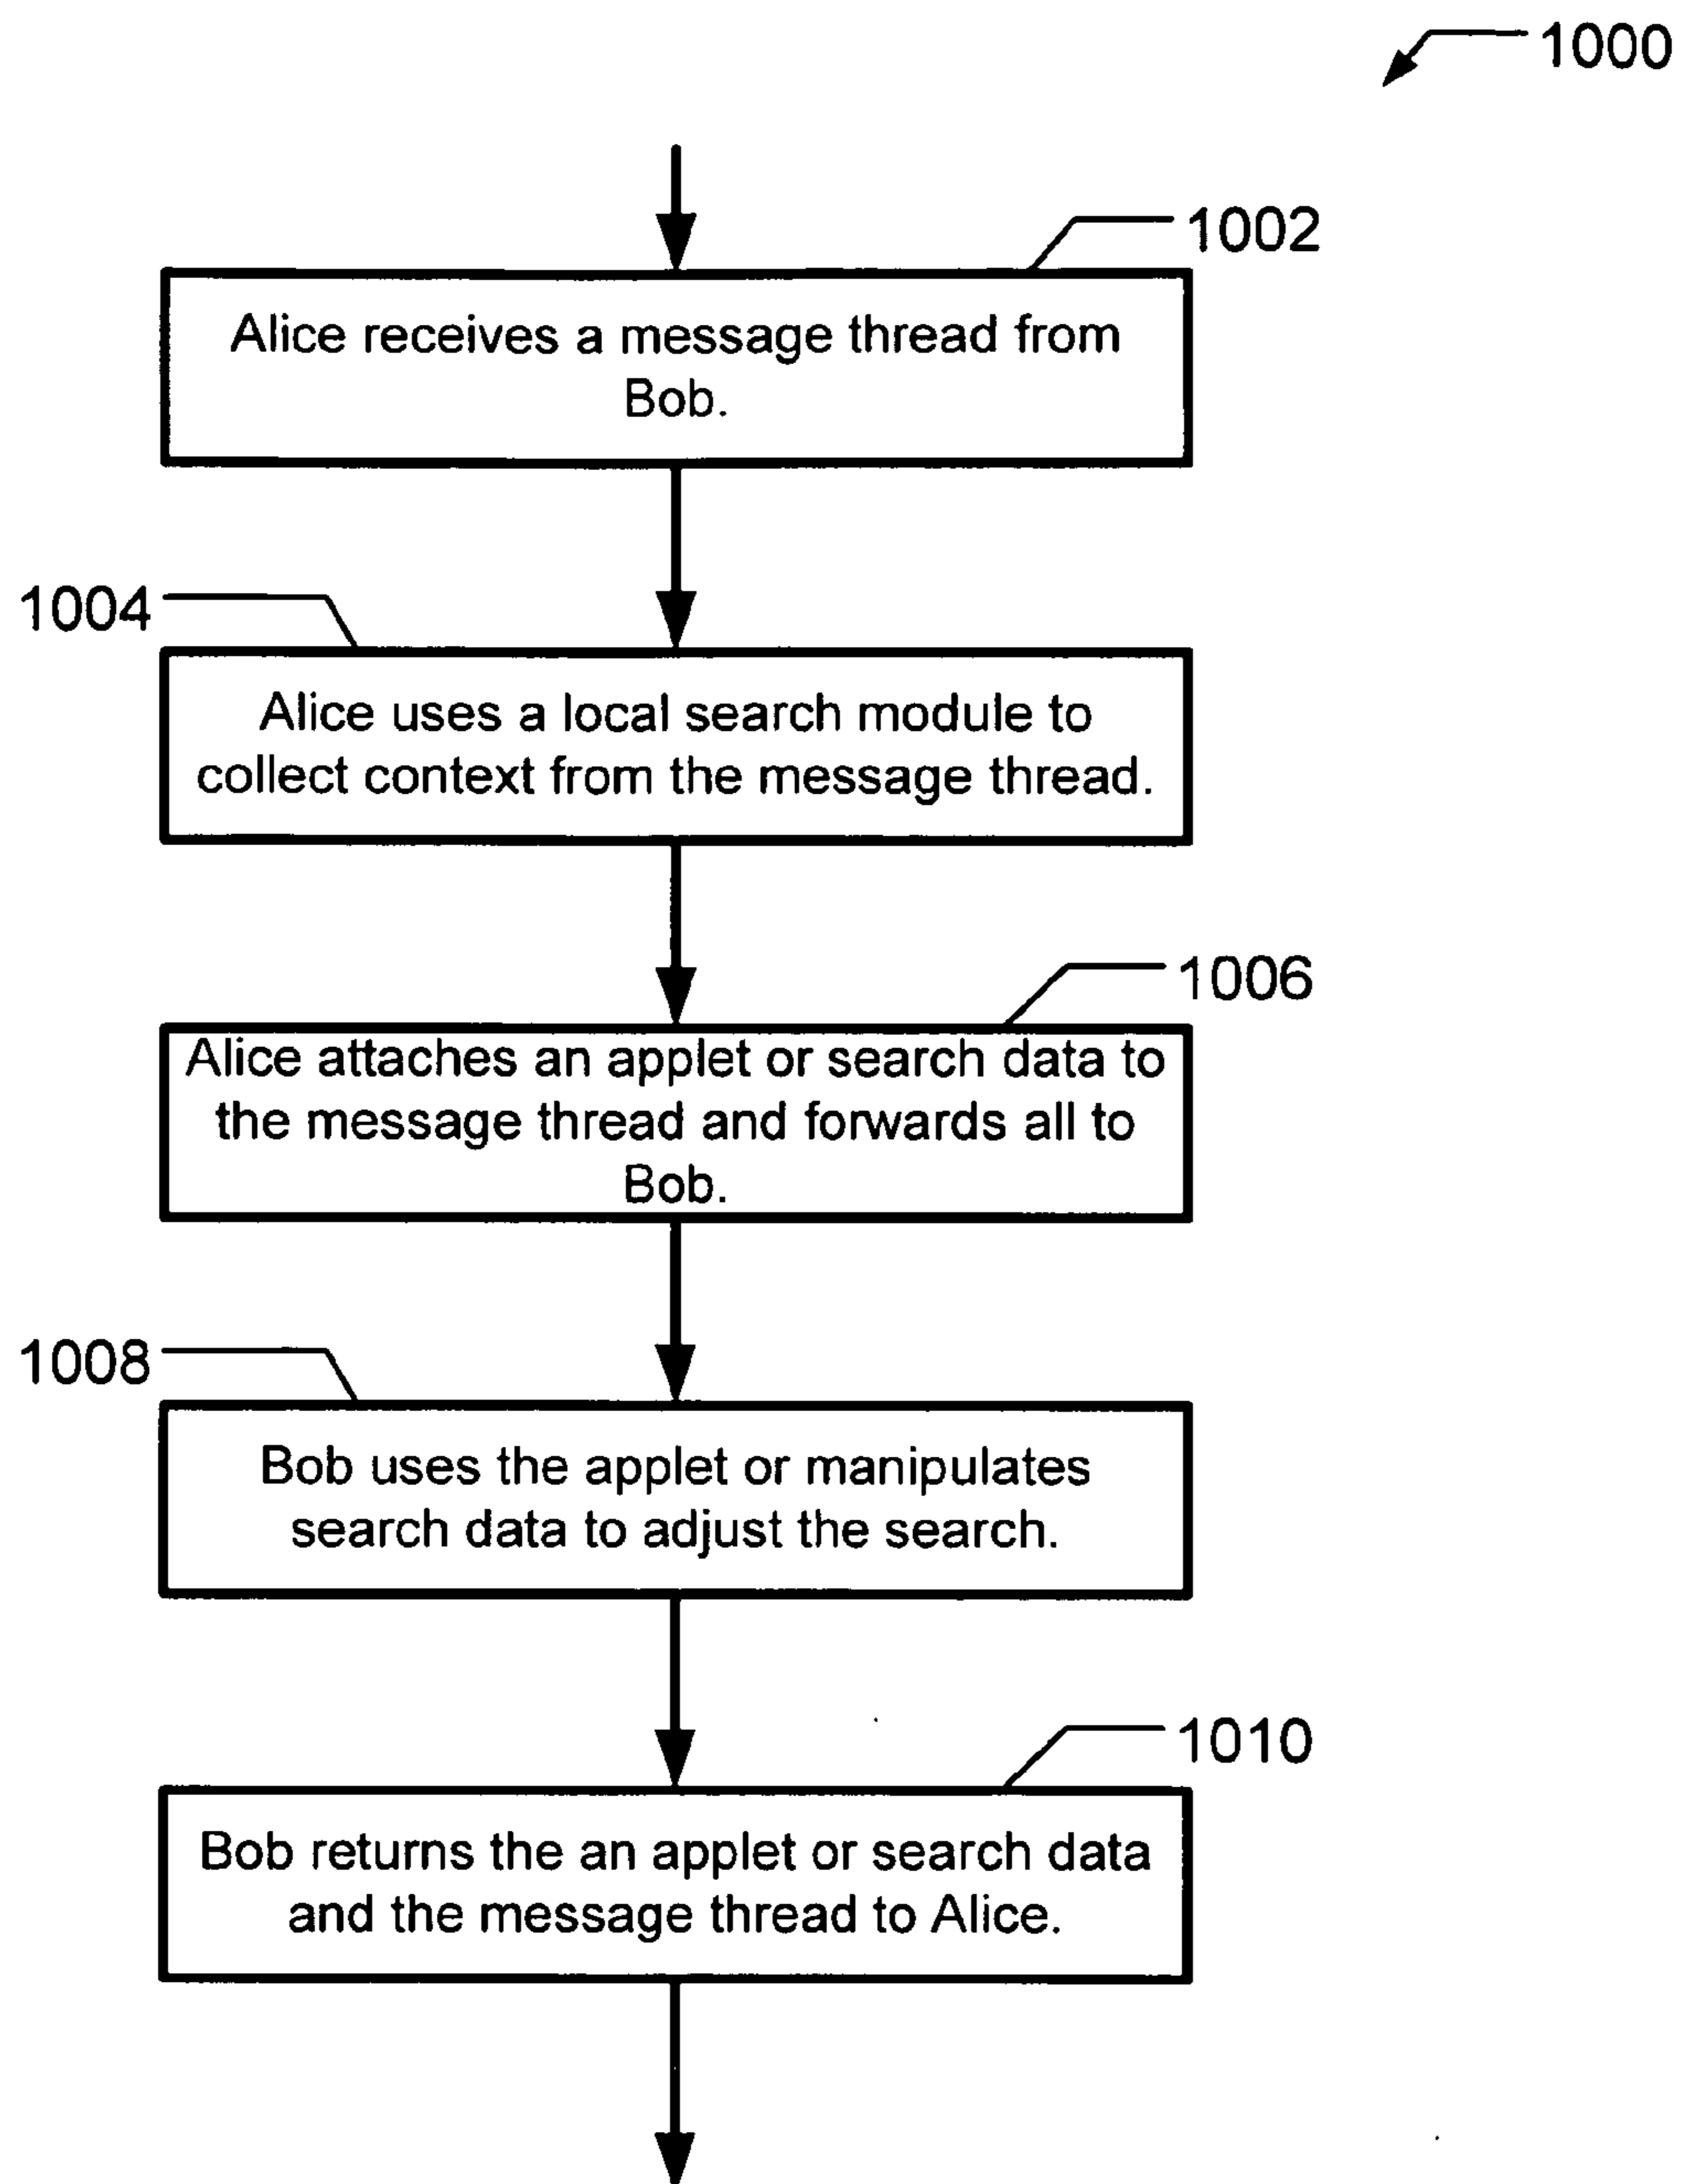 1000
1002
Alice receives a message thread from
Bob.
1004
Alice uses a local search module to
collect context from the message thread.
1006
Alice attaches an applet or search data to
the message thread and forwards all to
Bob.
1008
Bob uses the applet or manipulates
search data to adjust the search.
1010
Bob returns the an applet or search data
and the message thread to Alice.